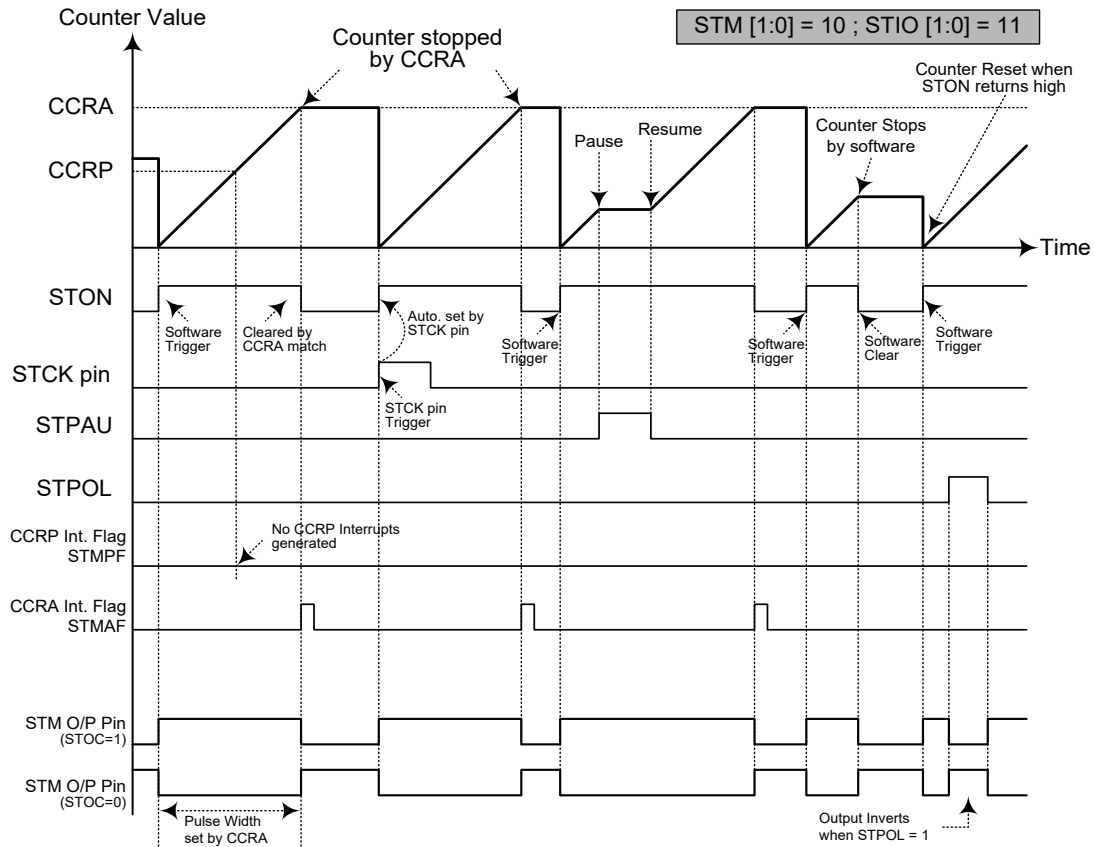 Counter Value
STM [1:0] = 10 ; STIO [1:0] = 11
Counter stopped
by CCRA
Counter Reset when
STON returns high
CCRA
Pause
Resume
Counter Stops
by software
CCRP
Time
STON
Software
Trigger
Cleared by
CCRA match
Auto. set by
STCK pin
Software
Trigger
Software
Trigger
Software
Clear
Software
Trigger
STCK pin
STCK pin
Trigger
STPAU
STPOL
CCRP Int. Flag
STMPF
No CCRP Interrupts
generated
CCRA Int. Flag
STMAF
STM O/P Pin
(STOC=1)
STM O/P Pin
(STOC=0)
Pulse Width
set by CCRA
Output Inverts
when STPOL = 1